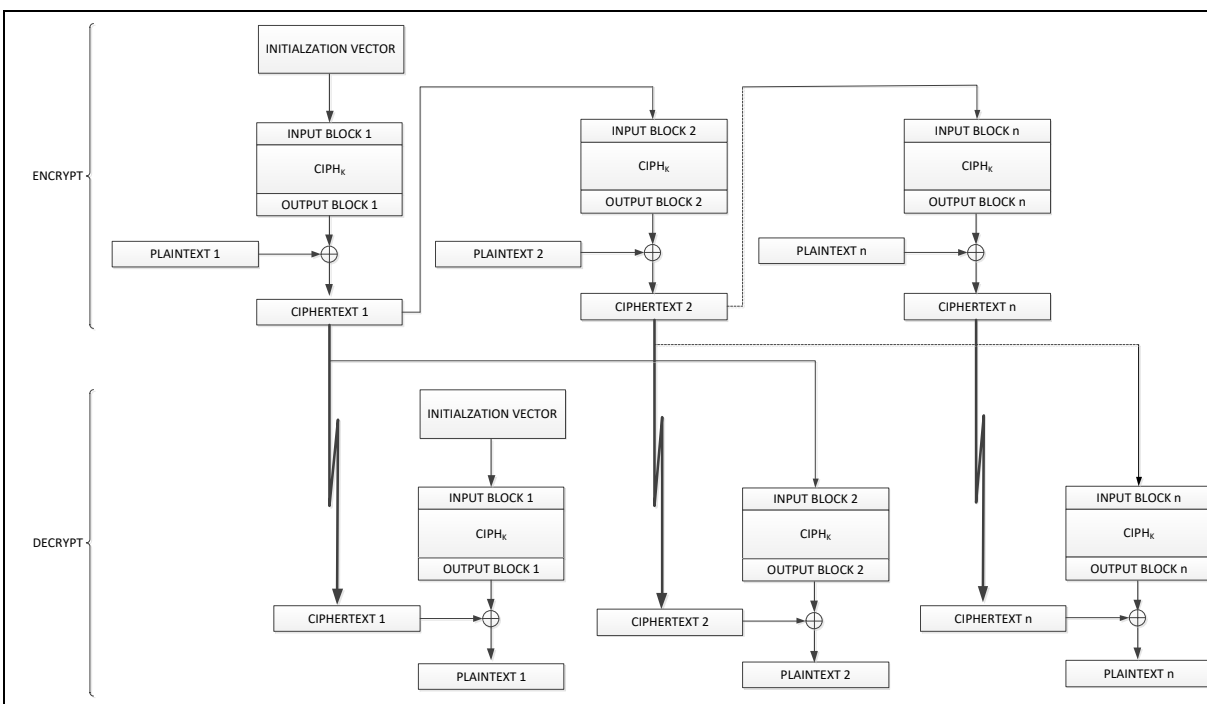 INITIALZATION VECTOR
INPUT BLOCK 1
CIPHK
OUTPUT BLOCK 1
PLAINTEXT 1
CIPHERTEXT 1
INPUT BLOCK 2
CIPHK
OUTPUT BLOCK 2
PLAINTEXT 2
CIPHERTEXT 2
INPUT BLOCK n
CIPHK
OUTPUT BLOCK n
PLAINTEXT n
CIPHERTEXT n
ENCRYPT
INITIALZATION VECTOR
INPUT BLOCK 1
CIPHK
OUTPUT BLOCK 1
CIPHERTEXT 1
PLAINTEXT 1
INPUT BLOCK 2
CIPHK
OUTPUT BLOCK 2
CIPHERTEXT 2
PLAINTEXT 2
INPUT BLOCK n
CIPHK
OUTPUT BLOCK n
CIPHERTEXT n
PLAINTEXT n
DECRYPT